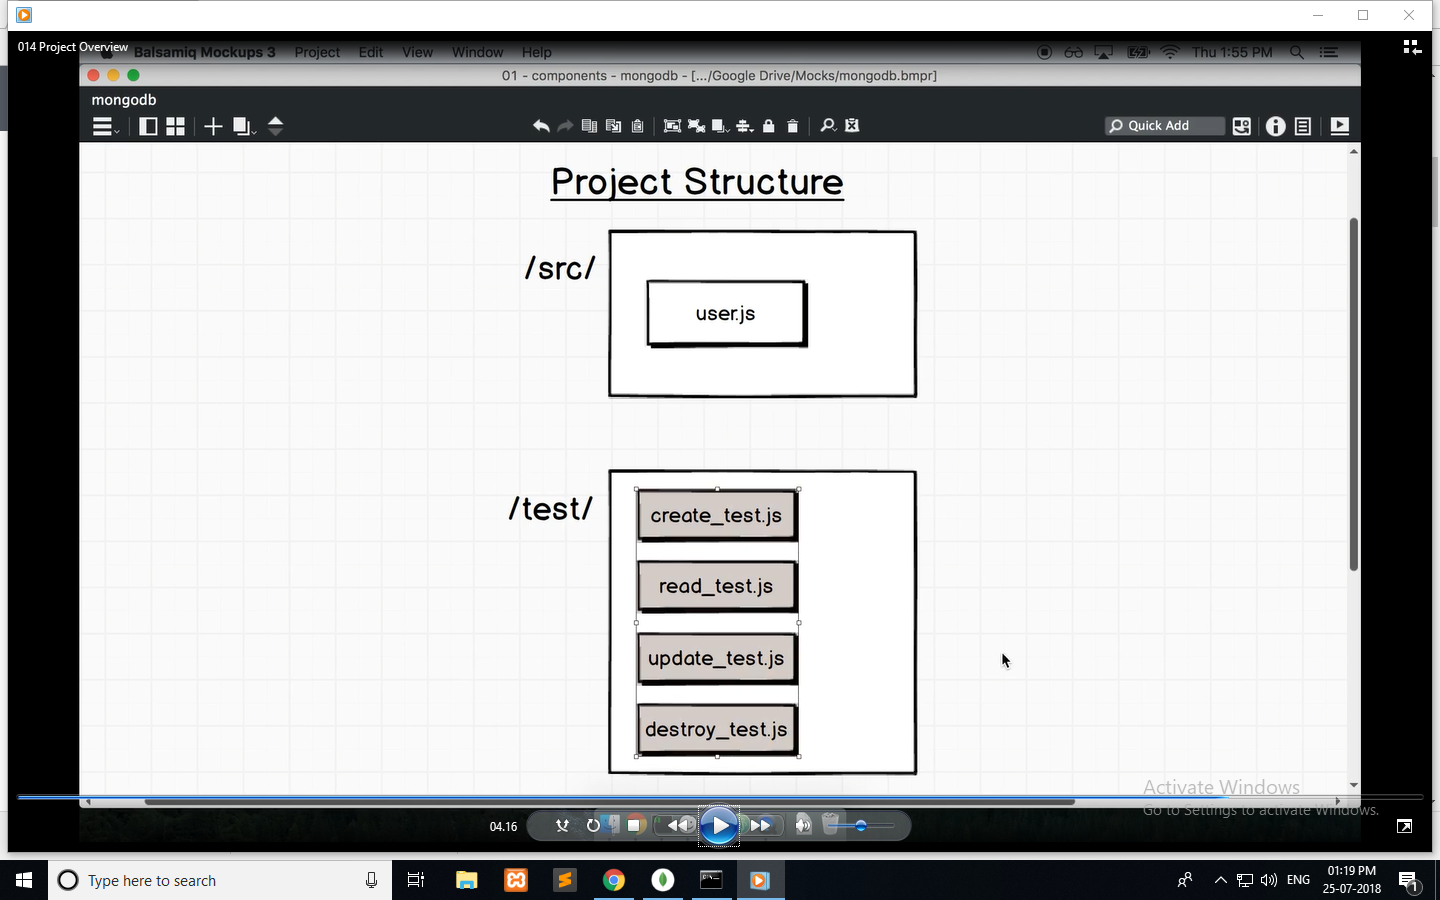 014 Project Overview
Balsamiq Mockups 3 Project Edit View Window Help Thu 1:55 PM
01 - components - mongodb - [.../Google Drive/Mocks/mongodb.bmpr]
mongodb
Quick Add
Project Structure
/src/
user.js
/test/
create_test.js
read_test.js
update_test.js
destroy_test.js
Activate Windows
Go to Settings to activate Windows.
04.16
Type here to search
ENG
01:19 PM
25-07-2018
1